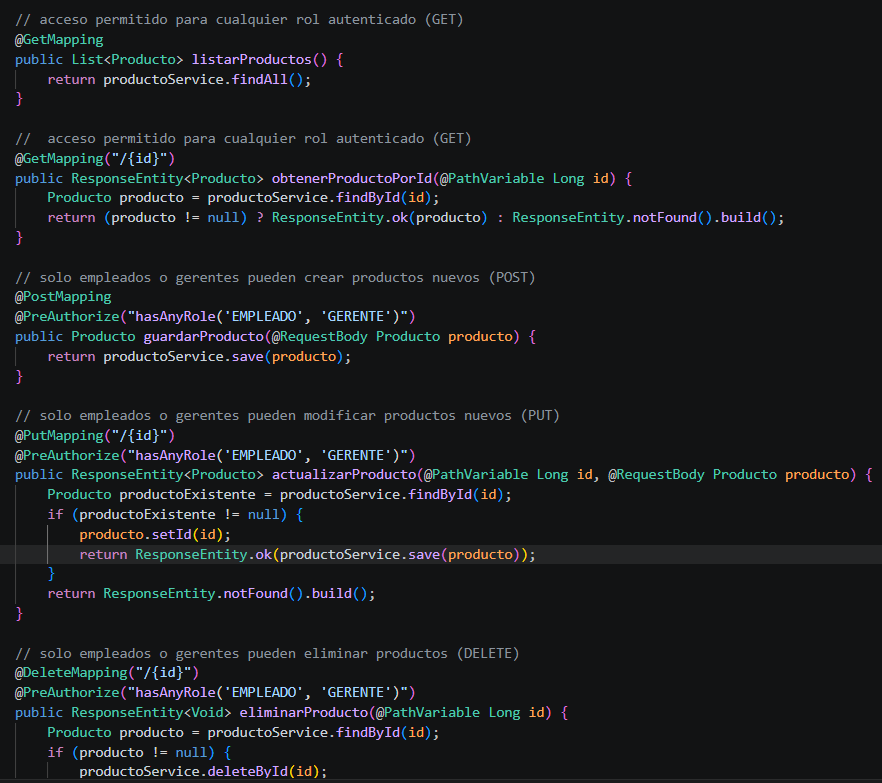 // acceso permitido para cualquier rol autenticado (GET)
@GetMapping
public List<Producto> listarProductos() {
    return productoService.findAll();
}

//  acceso permitido para cualquier rol autenticado (GET)
@GetMapping("/{id}")
public ResponseEntity<Producto> obtenerProductoPorId(@PathVariable Long id) {
    Producto producto = productoService.findById(id);
    return (producto != null) ? ResponseEntity.ok(producto) : ResponseEntity.notFound().build();
}

// solo empleados o gerentes pueden crear productos nuevos (POST)
@PostMapping
@PreAuthorize("hasAnyRole('EMPLEADO', 'GERENTE')")
public Producto guardarProducto(@RequestBody Producto producto) {
    return productoService.save(producto);
}

// solo empleados o gerentes pueden modificar productos nuevos (PUT)
@PutMapping("/{id}")
@PreAuthorize("hasAnyRole('EMPLEADO', 'GERENTE')")
public ResponseEntity<Producto> actualizarProducto(@PathVariable Long id, @RequestBody Producto producto) {
    Producto productoExistente = productoService.findById(id);
    if (productoExistente != null) {
        producto.setId(id);
        return ResponseEntity.ok(productoService.save(producto));
    }
    return ResponseEntity.notFound().build();
}

// solo empleados o gerentes pueden eliminar productos (DELETE)
@DeleteMapping("/{id}")
@PreAuthorize("hasAnyRole('EMPLEADO', 'GERENTE')")
public ResponseEntity<Void> eliminarProducto(@PathVariable Long id) {
    Producto producto = productoService.findById(id);
    if (producto != null) {
        productoService.deleteById(id);